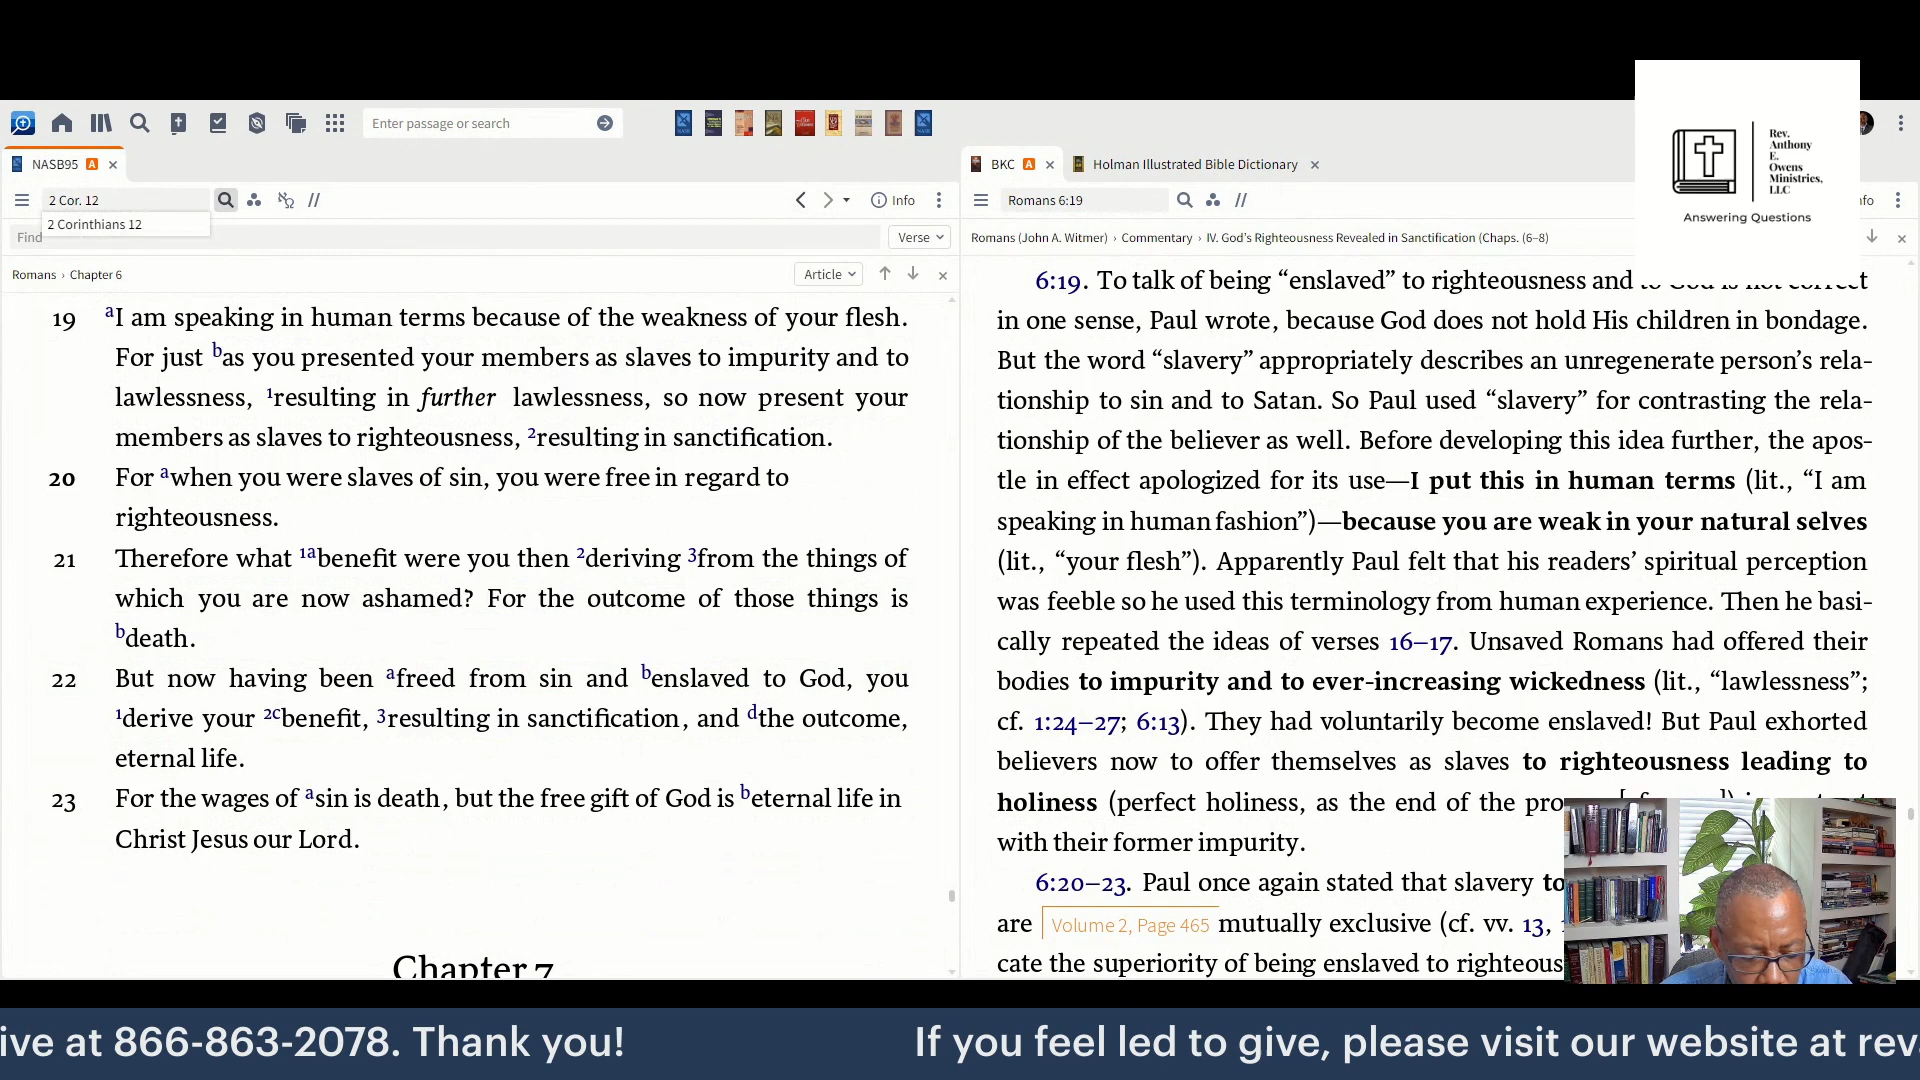 Enter passage or search
NASB95 A
2 Cor. 12
Info
2 Corinthians 12
Find
Verse
Romans › Chapter 6
Article
19 aI am speaking in human terms because of the weakness of your flesh.
For just bas you presented your members as slaves to impurity and to
lawlessness, 1resulting in further lawlessness, so now present your
members as slaves to righteousness, 2resulting in sanctification.
20 For awhen you were slaves of sin, you were free in regard to
righteousness.
21 Therefore what 1abenefit were you then 2deriving 3from the things of
which you are now ashamed? For the outcome of those things is
bdeath.
22 But now having been afreed from sin and benslaved to God, you
1derive your 2cbenefit, 3resulting in sanctification, and dthe outcome,
eternal life.
23 For the wages of asin is death, but the free gift of God is beternal life in
Christ Jesus our Lord.
Chapter 7
BKC A
Holman Illustrated Bible Dictionary
Romans 6:19
Romans (John A. Witmer) › Commentary › IV. God’s Righteousness Revealed in Sanctification (Chaps. (6–8)
6:19. To talk of being “enslaved” to righteousness and to God is not correct
in one sense, Paul wrote, because God does not hold His children in bondage.
But the word “slavery” appropriately describes an unregenerate person’s rela-
tionship to sin and to Satan. So Paul used “slavery” for contrasting the rela-
tionship of the believer as well. Before developing this idea further, the apos-
tle in effect apologized for its use—I put this in human terms (lit., “I am
speaking in human fashion”)—because you are weak in your natural selves
(lit., “your flesh”). Apparently Paul felt that his readers’ spiritual perception
was feeble so he used this terminology from human experience. Then he basi-
cally repeated the ideas of verses 16–17. Unsaved Romans had offered their
bodies to impurity and to ever-increasing wickedness (lit., “lawlessness”;
cf. 1:24–27; 6:13). They had voluntarily become enslaved! But Paul exhorted
believers now to offer themselves as slaves to righteousness leading to
holiness (perfect holiness, as the end of the
with their former impurity.
6:20–23. Paul once again stated that slavery
are Volume 2, Page 465 mutually exclusive (cf. vv. 13,
cate the superiority of being enslaved to
Rev.
Anthony
E.
Owens
Ministries,
LLC
Answering Questions
ive at 866-863-2078. Thank you!
If you feel led to give, please visit our website at rev